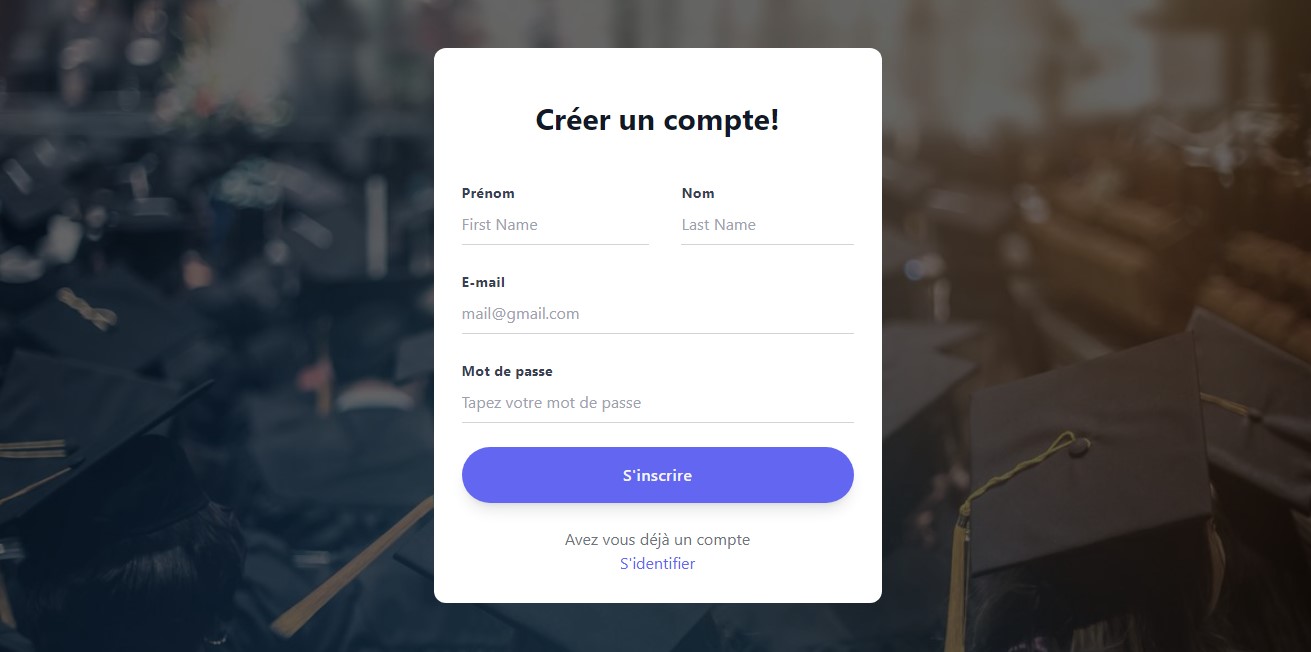 Créer un compte!
Prénom Nom
First Name Last Name
E-mail
mail@gmail.com
Mot de passe
Tapez votre mot de passe
S'inscrire
Avez vous déjà un compte
S'identifier